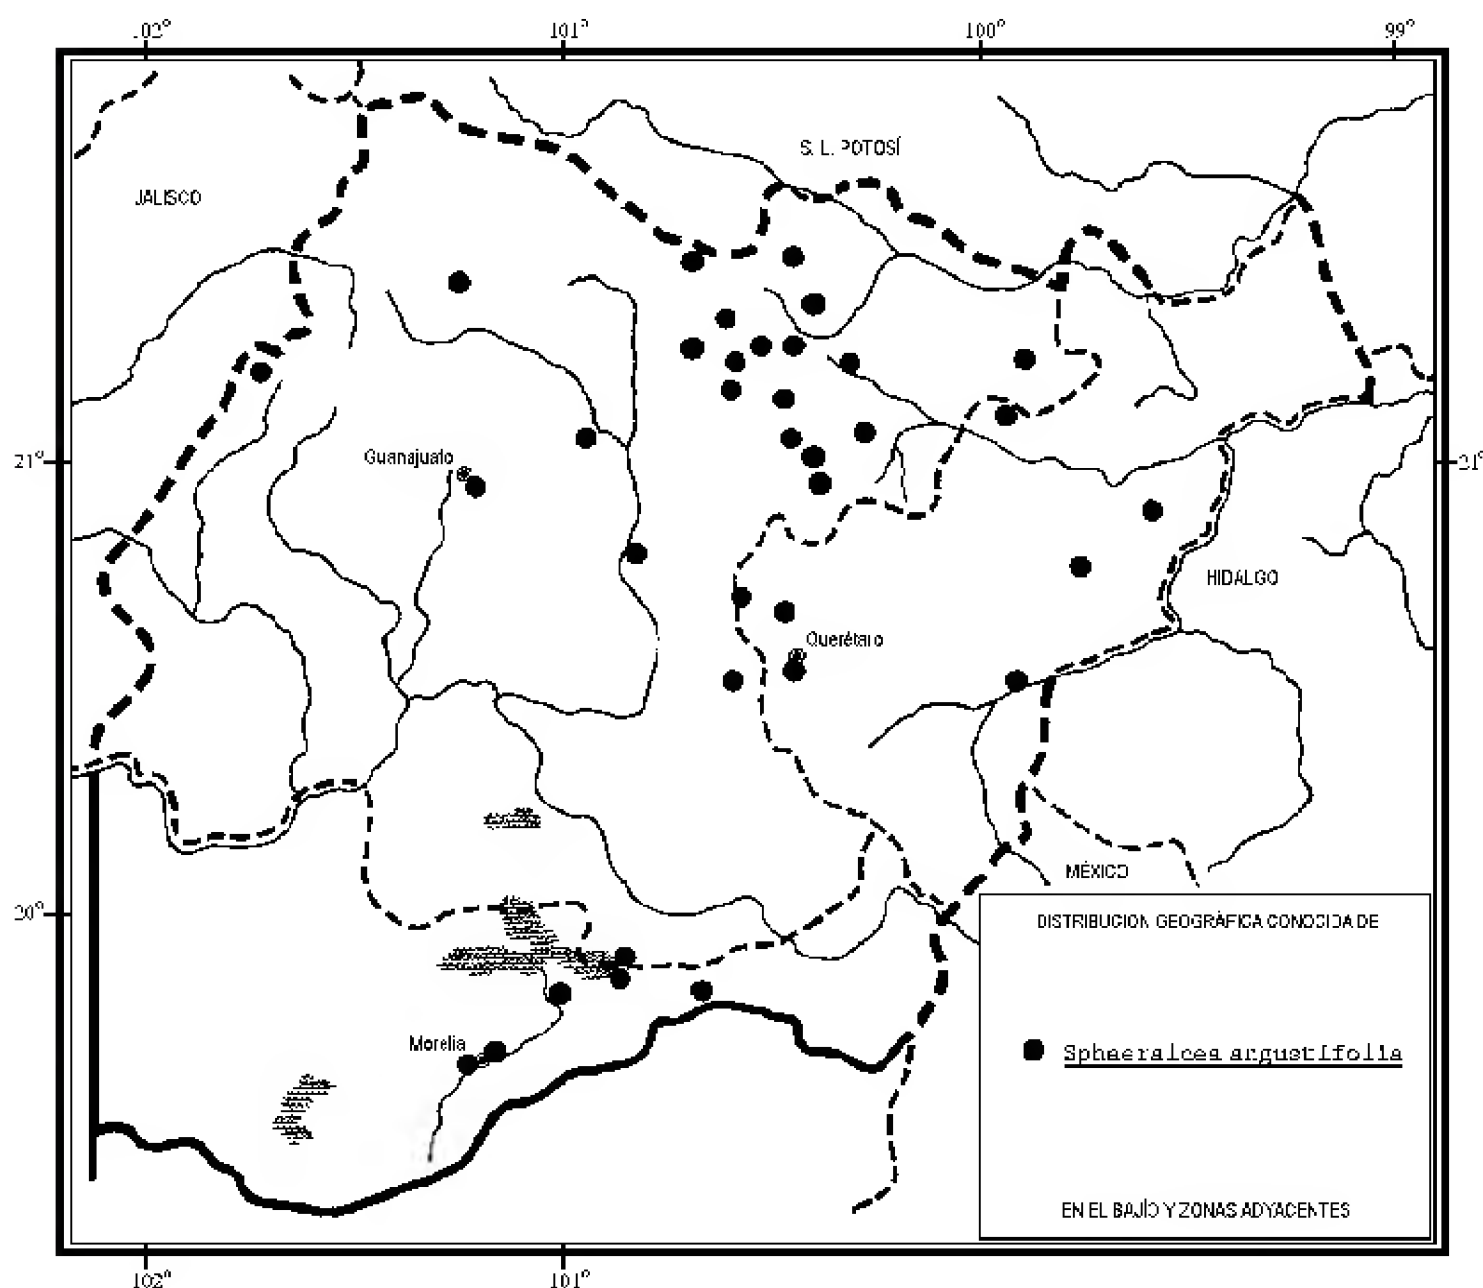 102° 101° 100° 99°
S. L. POTOSÍ
JALISCO
Guanajuato
21° 21°
HIDALGO
Querétaro
MÉXICO
20°
DISTRIBUCION GEOGRÁFICA CONOCIDA DE
Morelia
Sphaeralcea angustifolia
EN EL BAJÍO Y ZONAS ADYACENTES
102° 101°